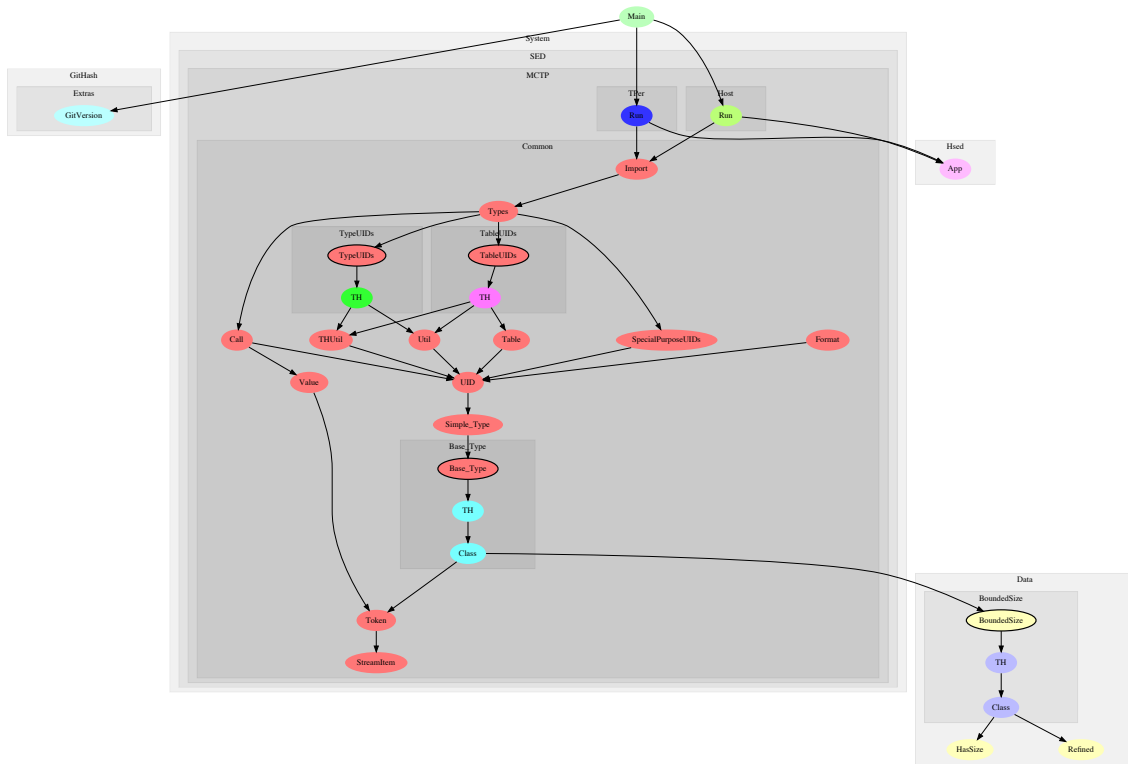 Main
System
SED
GitHash
MCTP
Extras
TPer
Host
GitVersion
Run
Run
Common
Hsed
Import
App
Types
TypeUIDs
TableUIDs
TypeUIDs
TableUIDs
TH
TH
Call
THUtil
Util
Table
SpecialPurposeUIDs
Format
Value
UID
Simple_Type
Base_Type
Base_Type
TH
Class
Data
BoundedSize
Token
BoundedSize
StreamItem
TH
Class
HasSize
Refined